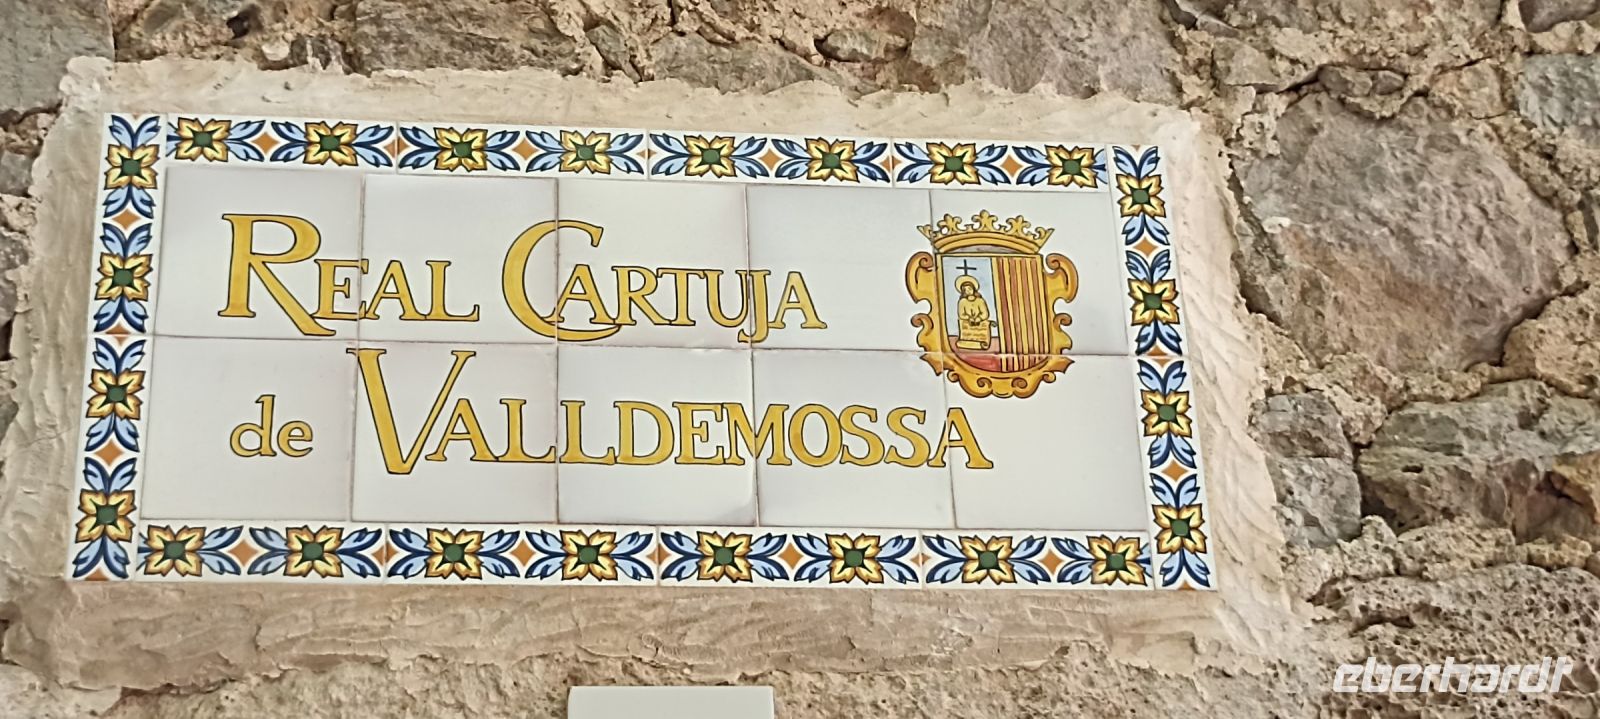 REAL CARTUJA
de VALLDEMOSSA
eberhardt